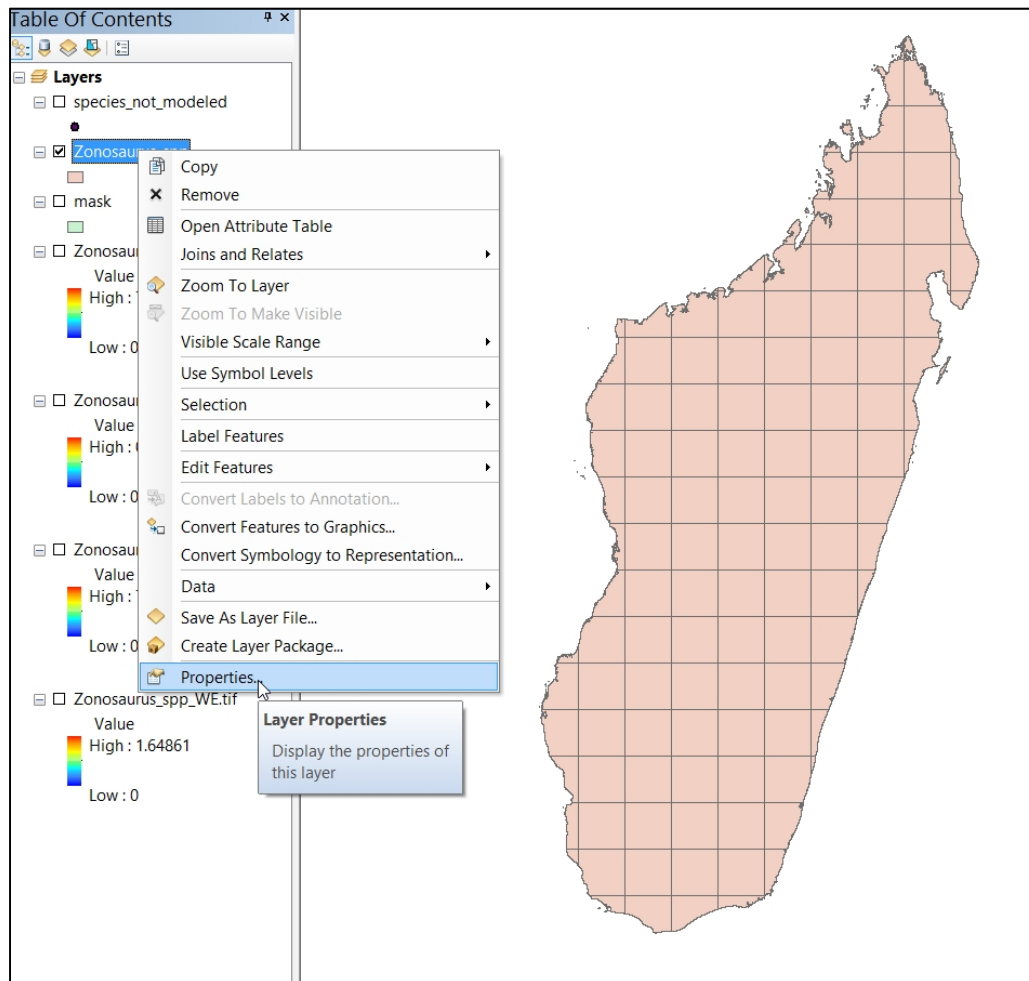 Table Of Contents
Layers
species_not_modeled
Zonosaurus_spp
mask
Zonosau
Value
High :
Low : 0
Zonosau
Value
High :
Low : 0
Zonosau
Value
High :
Low : 0
Zonosaurus_spp_WE.tif
Value
High : 1.64861
Low : 0
Copy
Remove
Open Attribute Table
Joins and Relates
Zoom To Layer
Zoom To Make Visible
Visible Scale Range
Use Symbol Levels
Selection
Label Features
Edit Features
Convert Labels to Annotation...
Convert Features to Graphics...
Convert Symbology to Representation...
Data
Save As Layer File...
Create Layer Package...
Properties...
Layer Properties
Display the properties of
this layer